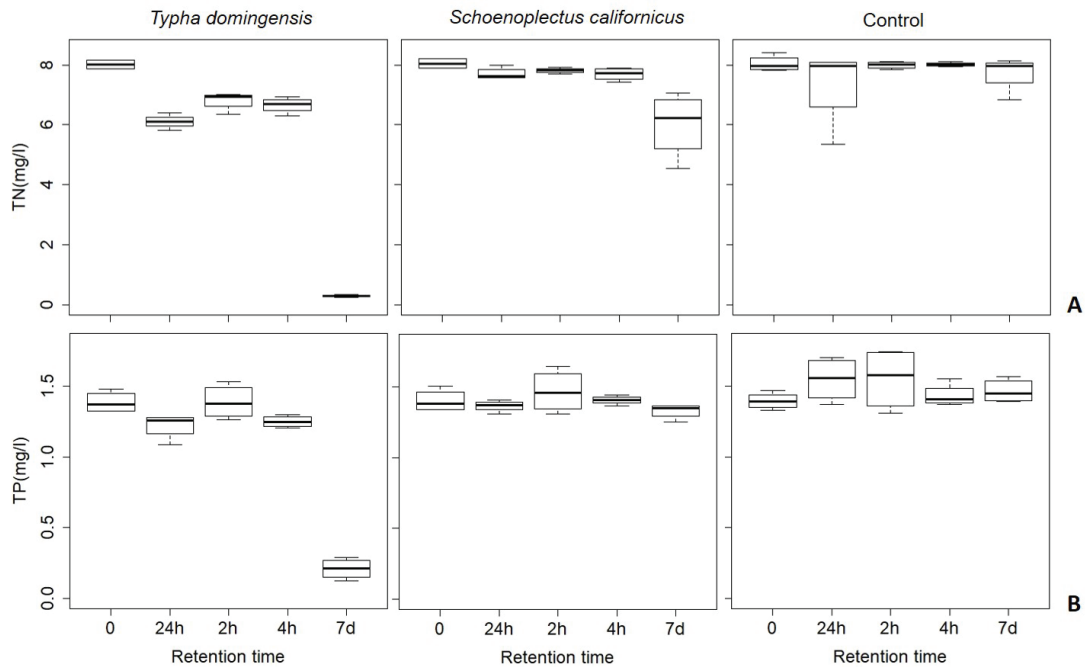 Typha domingensis Schoenoplectus californicus Control
8
6
4
2
0
TN(mg/l)
A
1.5
1.0
0.5
0.0
TP(mg/l)
B
0 24h 2h 4h 7d 0 24h 2h 4h 7d 0 24h 2h 4h 7d
Retention time Retention time Retention time